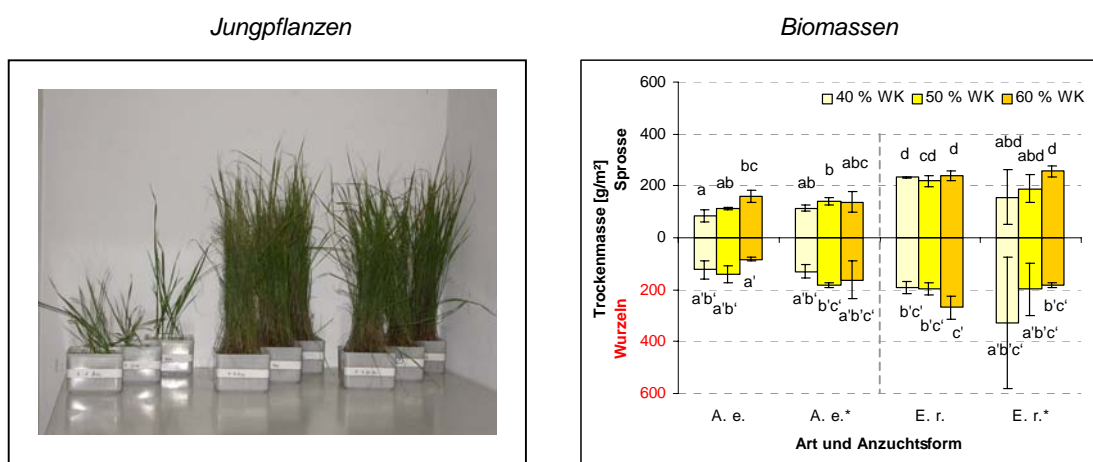 Jungpflanzen
Biomassen
600
40 % WK 50 % WK 60 % WK
400
200
0
200
400
600
Trockenmasse [g/m²]
Sprosse
Wurzeln
a ab bc
ab b abc
d cd d
abd abd d
a'b‘ a'b‘ a'
a'b‘ b'c‘ a'b'c‘
b'c‘ b'c‘ c'
a'b'c‘ a'b'c‘ b'c‘
A. e. A. e.* E. r. E. r.*
Art und Anzuchtsform